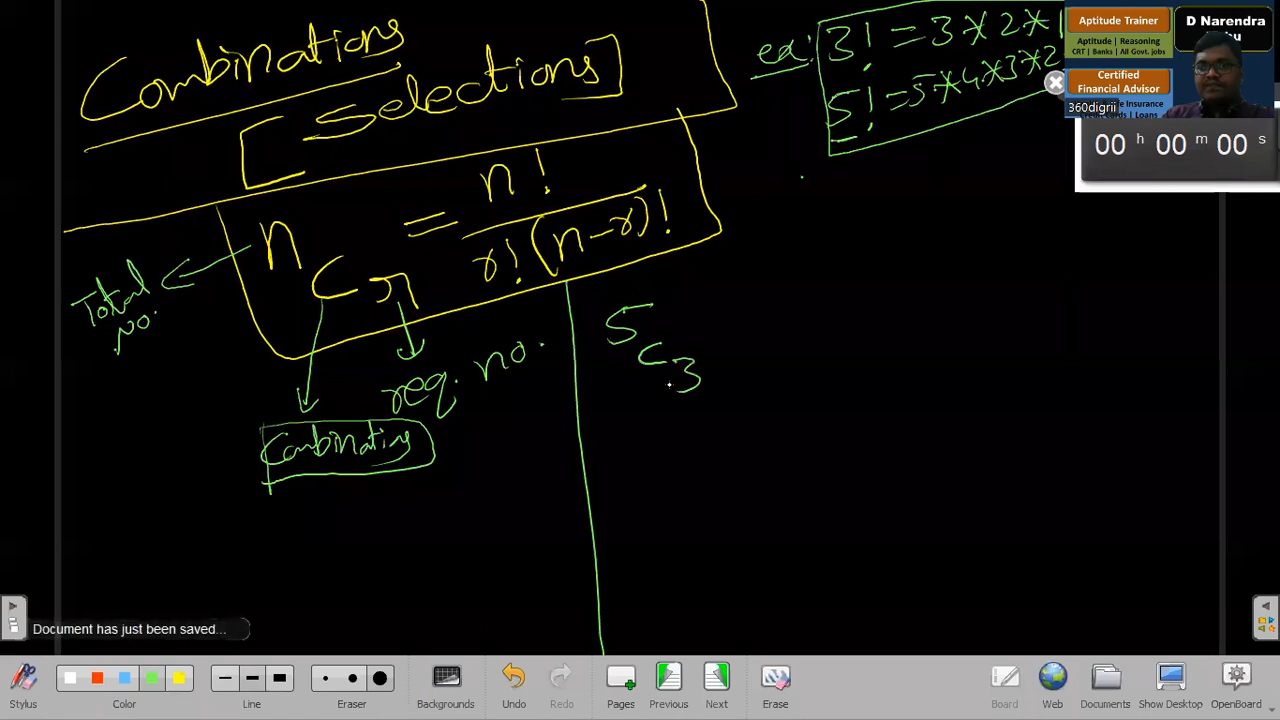 Combinations
[Selections]
ex: 3! = 3 * 2 * 1
5! = 5 * 4 * 3 * 2
nCr = n! / r!(n-r)!
Total
No.
req. no.
Combinations
5C3
Aptitude Trainer
Aptitude | Reasoning
CRT | Banks | All Govt. jobs
Certified
Financial Advisor
D Narendra
360digrii
Insurance
| Loans
00 h 00 m 00 s
Document has just been saved...
Stylus
Color
Line
Eraser
Backgrounds
Undo
Redo
Pages
Previous
Next
Erase
Board
Web
Documents
Show Desktop
OpenBoard